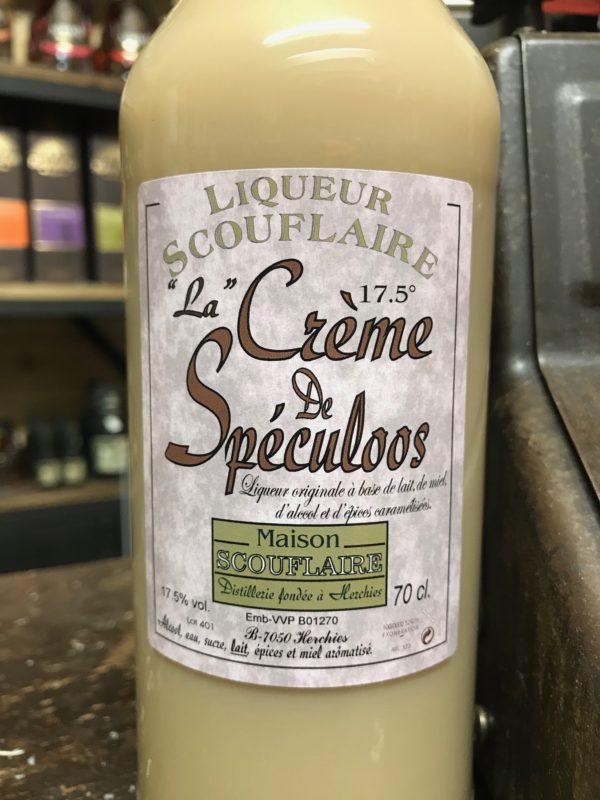 LIQUEUR
SCOUFLAIRE
"La" Crème
17.5°
De
Spéculoos
Liqueur originale à base de lait, de miel,
d'alcool et d'épices caramélisées.
Maison
SCOUFLAIRE
Distillerie fondée à Herchies
17.5% vol.
70 cl.
Lot 401
Emb-VVP B01270
B-7050 Herchies
Alcool, eau, sucre, lait, épices et miel arômatisé.